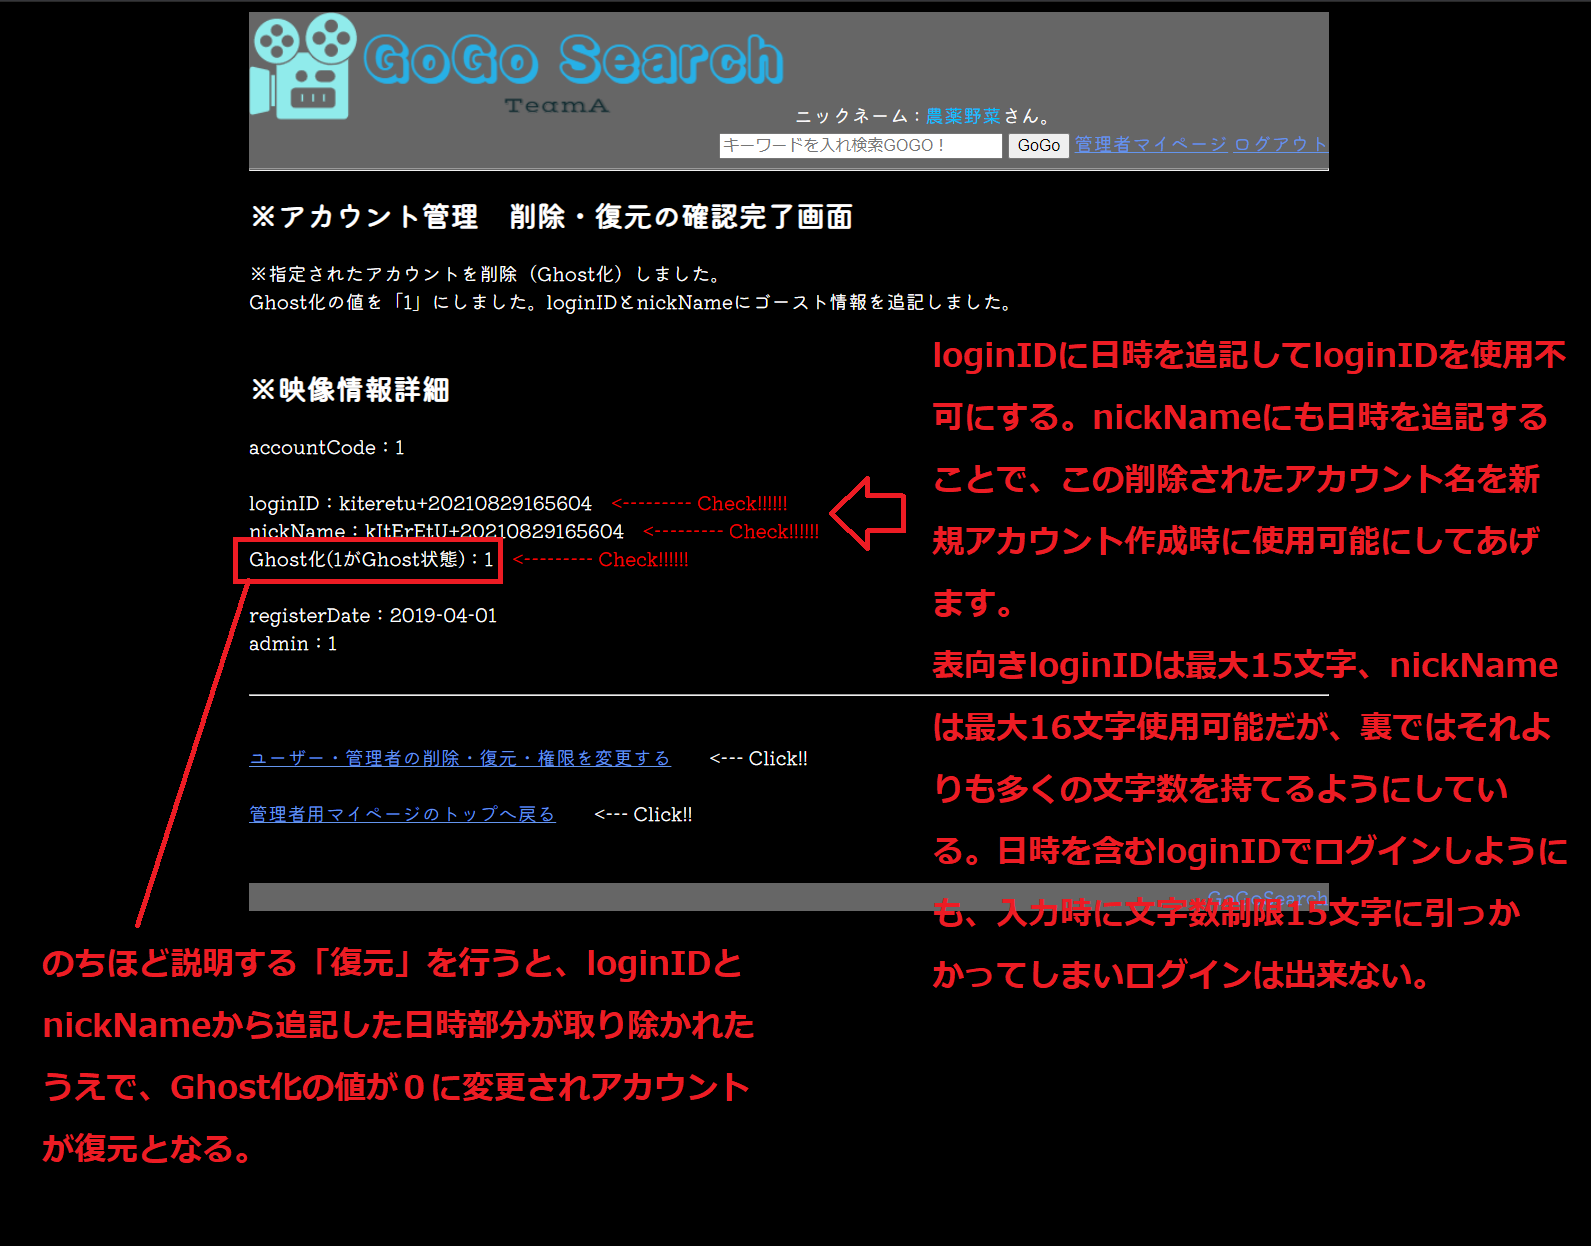 GoGo Search
TeamA
ニックネーム：農薬野菜さん。
キーワードを入れ検索GOGO！ GoGo 管理者マイページ ログアウト
※アカウント管理　削除・復元の確認完了画面
※指定されたアカウントを削除（Ghost化）しました。
Ghost化の値を「1」にしました。loginIDとnickNameにゴースト情報を追記しました。
※映像情報詳細
accountCode：1
loginID：kiteretu+20210829165604 <--------- Check!!!!!!
nickName：kItErEtU+20210829165604 <--------- Check!!!!!!
Ghost化(1がGhost状態)：1 <--------- Check!!!!!!
registerDate：2019-04-01
admin：1
loginIDに日時を追記してloginIDを使用不
可にする。nickNameにも日時を追記する
ことで、この削除されたアカウント名を新
規アカウント作成時に使用可能にしてあげ
ます。
表向きloginIDは最大15文字、nickName
は最大16文字使用可能だが、裏ではそれよ
りも多くの文字数を持てるようにしてい
る。日時を含むloginIDでログインしように
も、入力時に文字数制限15文字に引っか
かってしまいログインは出来ない。
ユーザー・管理者の削除・復元・権限を変更する <--- Click!!
管理者用マイページのトップへ戻る <--- Click!!
GoGoSearch
のちほど説明する「復元」を行うと、loginIDと
nickNameから追記した日時部分が取り除かれた
うえで、Ghost化の値が０に変更されアカウント
が復元となる。